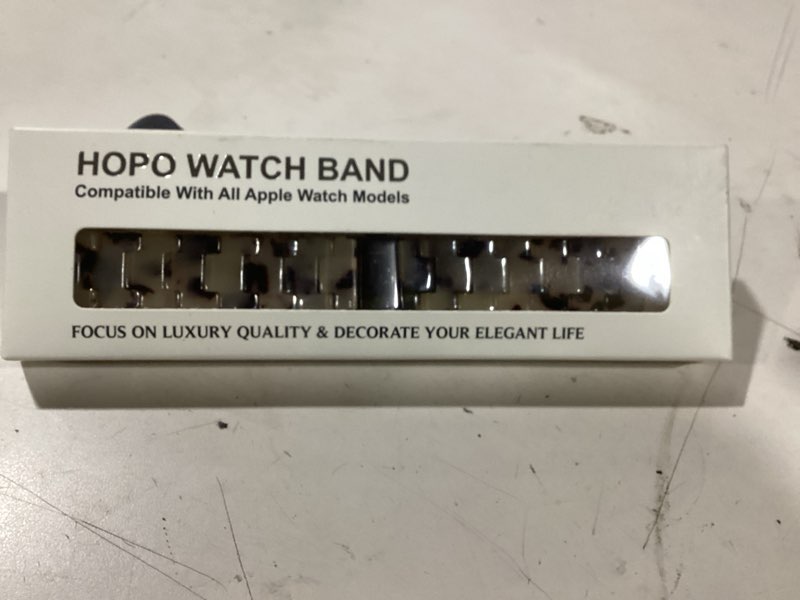 HOPO WATCH BAND
Compatible With All Apple Watch Models
FOCUS ON LUXURY QUALITY & DECORATE YOUR ELEGANT LIFE